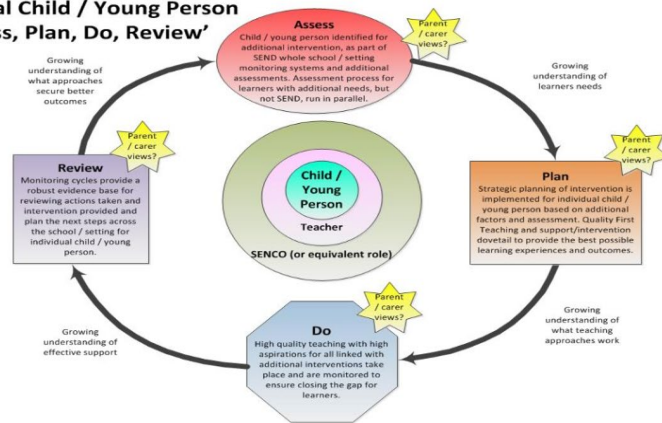 al Child / Young Person
ss, Plan, Do, Review’
Assess
Child / young person identified for
additional intervention, as part of
SEND whole school / setting
monitoring systems and additional
assessments. Assessment process for
learners with additional needs, but
not SEND, run in parallel.
Parent
/ carer
views?
Growing
understanding of
what approaches
secure better
outcomes
Growing
understanding of
learners needs
Parent
/ carer
views?
Parent
/ carer
views?
Review
Monitoring cycles provide a
robust evidence base for
reviewing actions taken and
intervention provided and
plan the next steps across
the school / setting for
individual child / young
person.
Child /
Young
Person
Teacher
SENCO (or equivalent role)
Plan
Strategic planning of intervention is
implemented for individual child /
young person based on additional
factors and assessment. Quality First
Teaching and support/intervention
dovetail to provide the best possible
learning experiences and outcomes.
Parent
/ carer
views?
Do
High quality teaching with high
aspirations for all linked with
additional interventions take
place and are monitored to
ensure closing the gap for
learners.
Growing
understanding of
effective support
Growing
understanding of
what teaching
approaches work